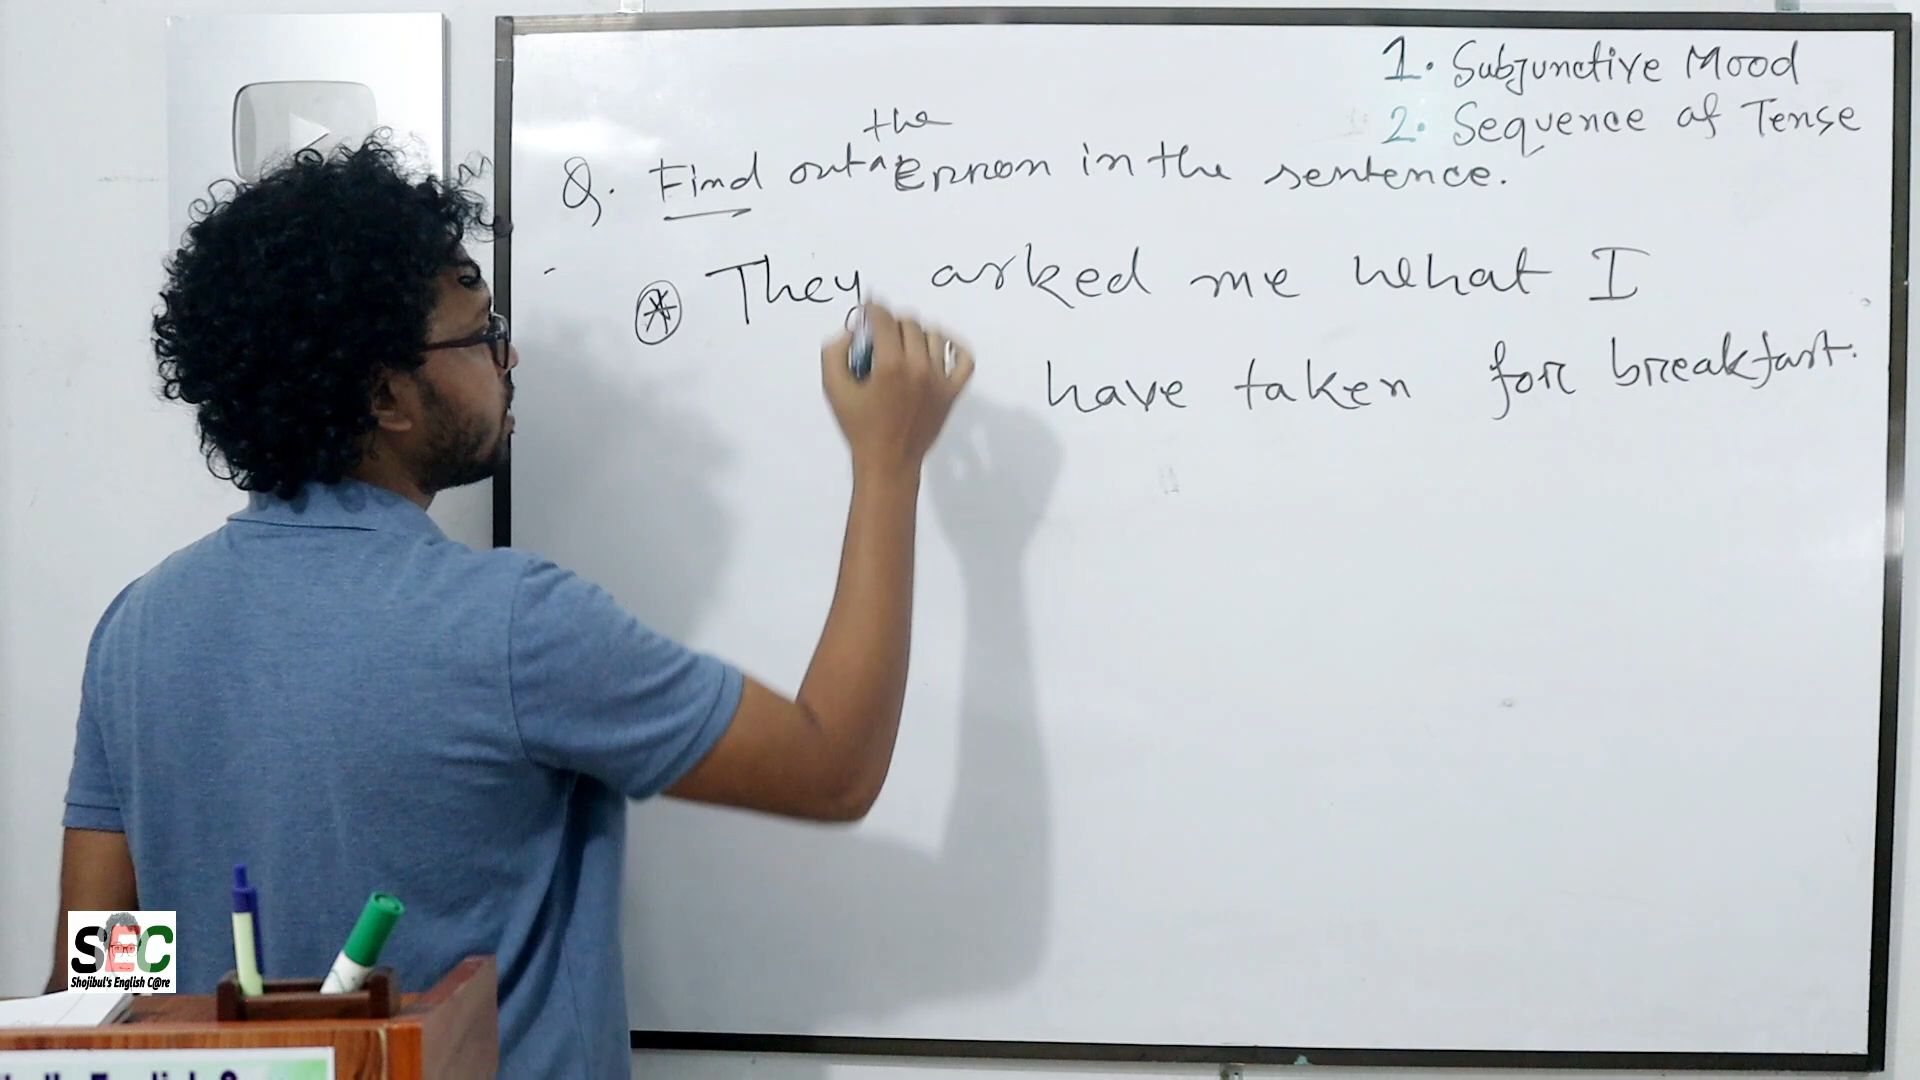 1. Subjunctive Mood
2. Sequence of Tense
the
Q. Find out ^ Error in the sentence.
* They asked me what I
have taken for breakfast.
SEC
Shojibul's English C@re